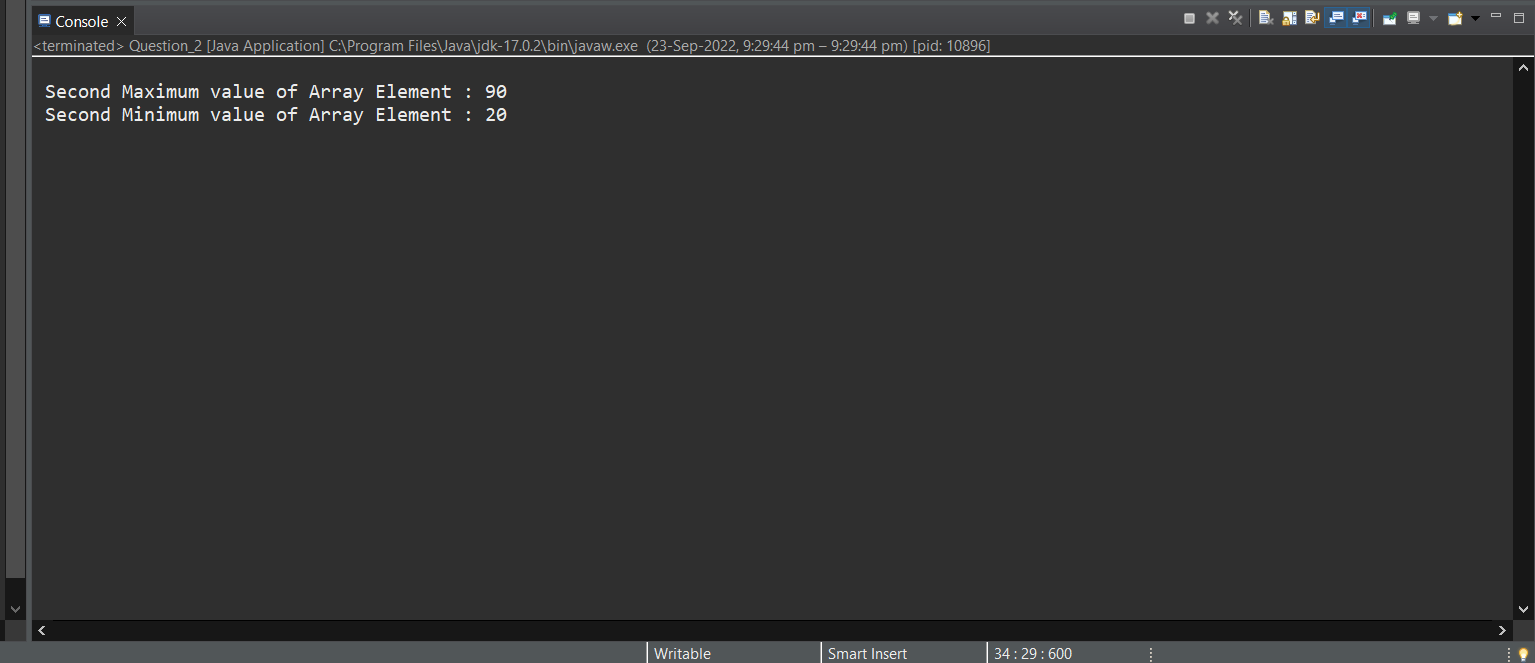 Console
<terminated> Question_2 [Java Application] C:\Program Files\Java\jdk-17.0.2\bin\javaw.exe (23-Sep-2022, 9:29:44 pm – 9:29:44 pm) [pid: 10896]
Second Maximum value of Array Element : 90
Second Minimum value of Array Element : 20
Writable
Smart Insert
34 : 29 : 600